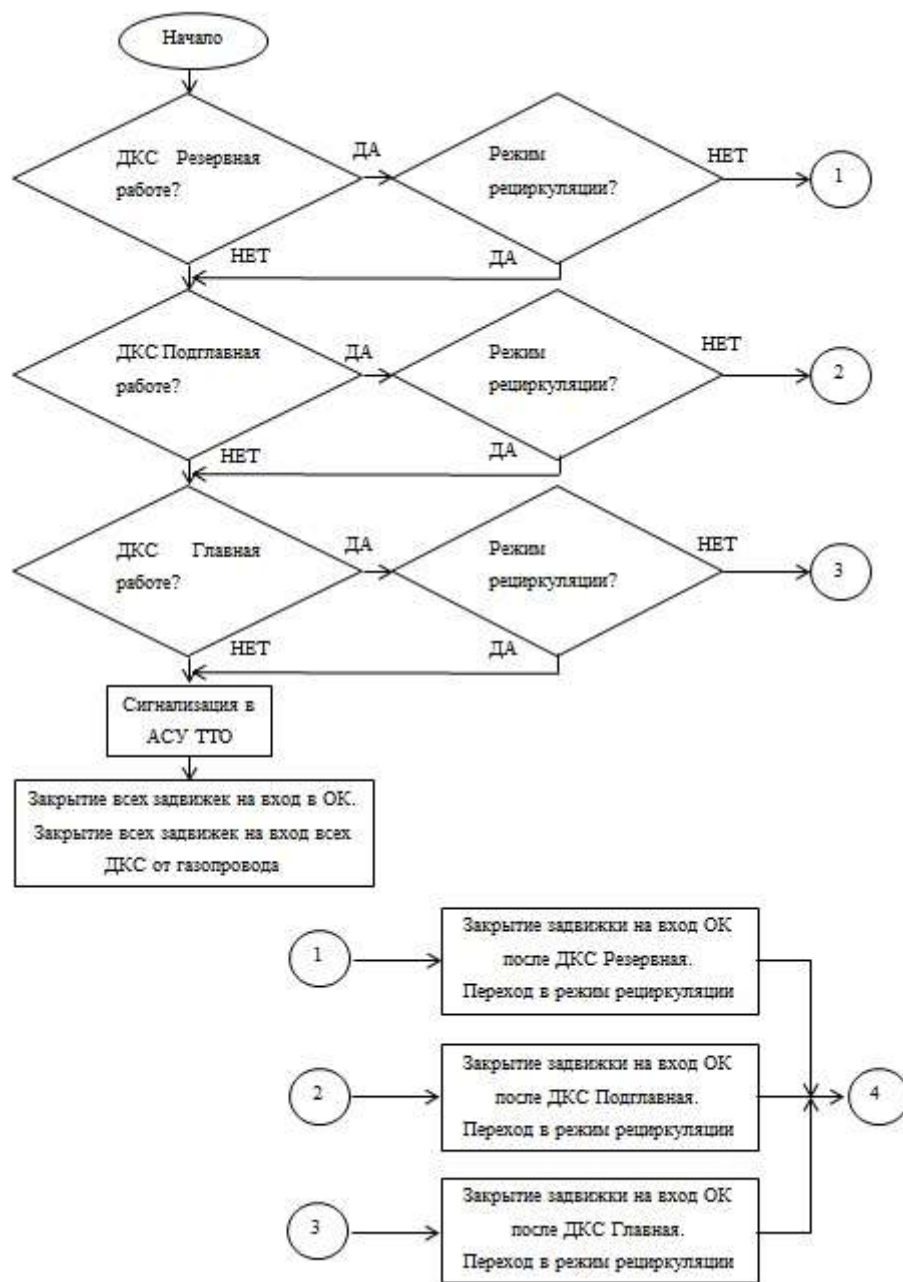 Начало
ДКС Резервная
работе?
ДА
Режим
рециркуляции?
НЕТ
1
НЕТ
ДА
ДКС Подглавная
работе?
ДА
Режим
рециркуляции?
НЕТ
2
НЕТ
ДА
ДКС Главная
работе?
ДА
Режим
рециркуляции?
НЕТ
3
НЕТ
ДА
Сигнализация в
АСУ ТТО
Закрытие всех задвижек на вход в ОК.
Закрытие всех задвижек на вход всех
ДКС от газопровода
1
Закрытие задвижки на вход ОК
после ДКС Резервная.
Переход в режим рециркуляции
2
Закрытие задвижки на вход ОК
после ДКС Подглавная.
Переход в режим рециркуляции
4
3
Закрытие задвижки на вход ОК
после ДКС Главная.
Переход в режим рециркуляции